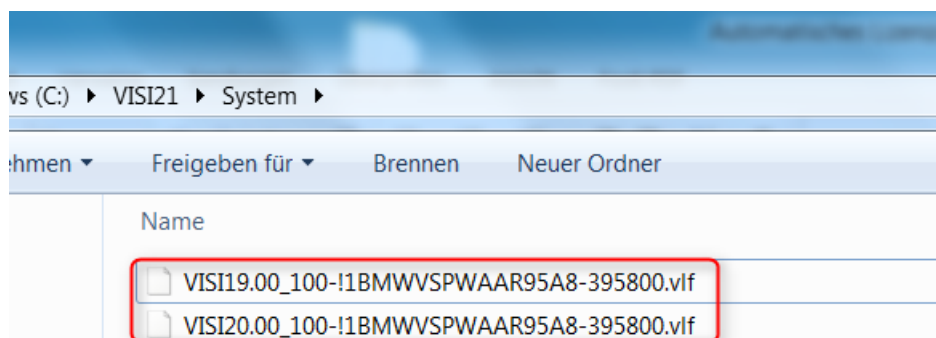 ws (C:) ▸ VISI21 ▸ System ▸
ehmen Freigeben für Brennen Neuer Ordner
Name
VISI19.00_100-!1BMWVSPWAAR95A8-395800.vlf
VISI20.00_100-!1BMWVSPWAAR95A8-395800.vlf